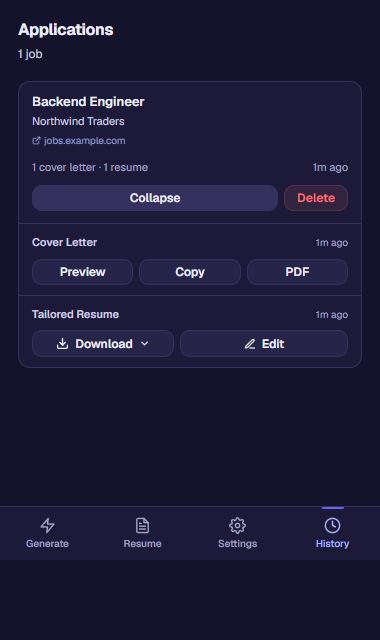 Applications
1 job
Backend Engineer
Northwind Traders
jobs.example.com
1 cover letter · 1 resume 1m ago
Collapse Delete
Cover Letter 1m ago
Preview Copy PDF
Tailored Resume 1m ago
Download Edit
Generate Resume Settings History